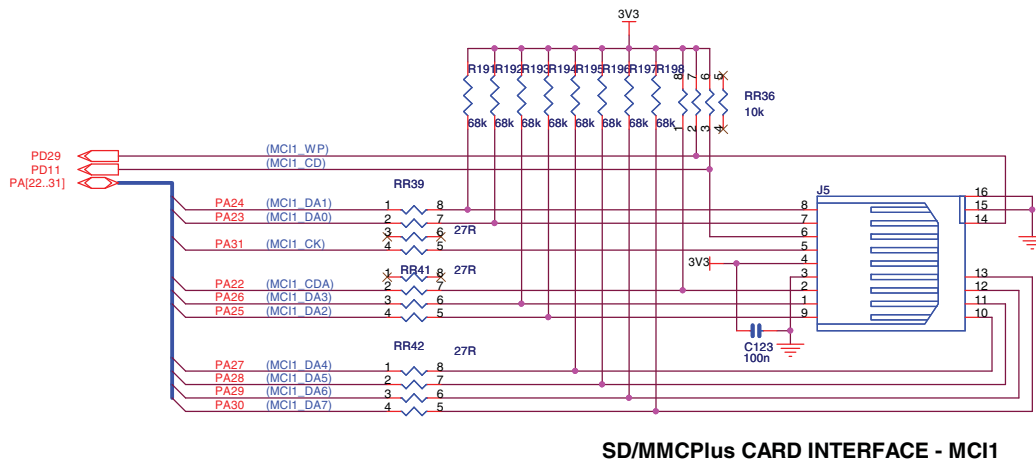 3V3
R191 R192 R193 R194 R195 R196 R197 R198
8 7 6 5
RR36
10k
68k 68k 68k 68k 68k 68k 68k 68k
1 2 3 4
PD29 (MCI1_WP)
PD11 (MCI1_CD)
PA[22..31]
RR39
J5
PA24 (MCI1_DA1) 1 8 8 16
PA23 (MCI1_DA0) 2 7 7 15
3 6 27R 6 14
PA31 (MCI1_CK) 4 5 5
3V3 4
1 RR41 8 27R 3 13
PA22 (MCI1_CDA) 2 7 2 12
PA26 (MCI1_DA3) 3 6 1 11
PA25 (MCI1_DA2) 4 5 9 10
C123
100n
RR42 27R
PA27 (MCI1_DA4) 1 8
PA28 (MCI1_DA5) 2 7
PA29 (MCI1_DA6) 3 6
PA30 (MCI1_DA7) 4 5
SD/MMCPlus CARD INTERFACE - MCI1